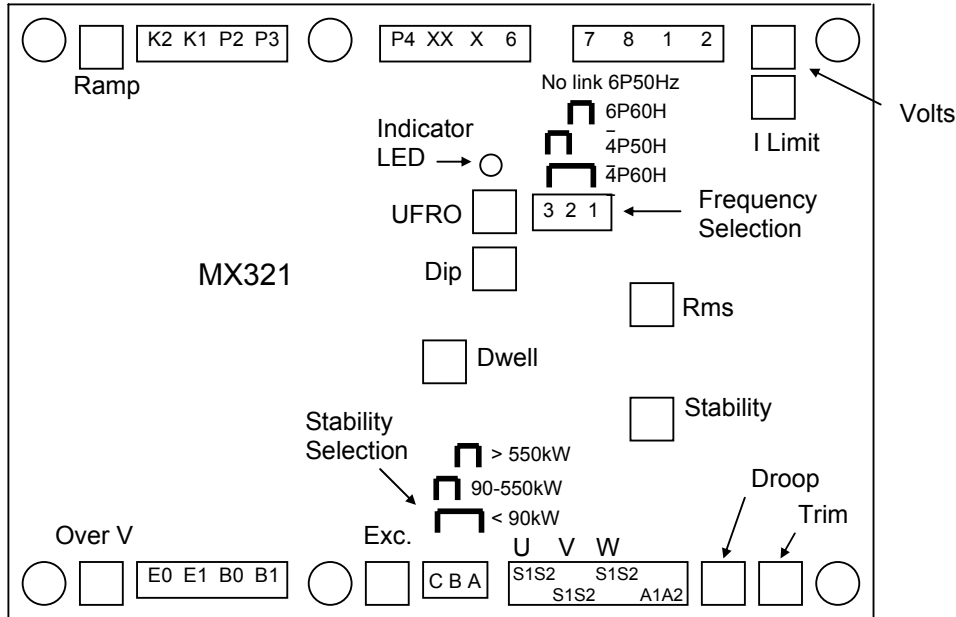 K2 K1 P2 P3
P4 XX X 6
7 8 1 2
Ramp
No link 6P50Hz
6P60H
Volts
Indicator
LED
4P50H
I Limit
4P60H
UFRO
3 2 1
Frequency
Selection
Dip
MX321
Rms
Dwell
Stability
Stability
Selection
> 550kW
90-550kW
< 90kW
Droop
Trim
Over V
Exc.
U V W
E0 E1 B0 B1
C B A
S1S2 S1S2
S1S2 A1A2